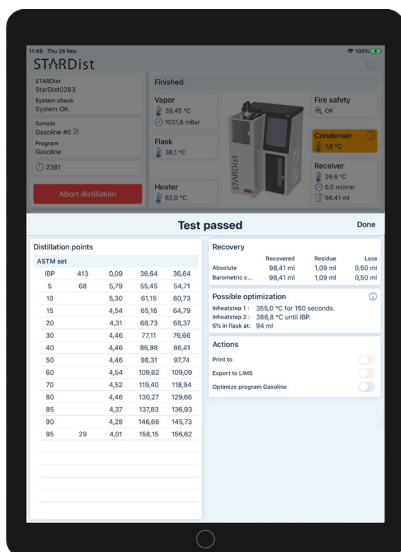 11:49 Thu 26 Nov
100%
STARDist
STARDist
StarDist0283
System check
System OK
Sample
Gasoline #0
Program
Gasoline
2381
Abort distillation
Finished
Vapor
39,45 °C
1021,8 mBar
Flask
36,1 °C
Heater
62,0 °C
STARDist
Fire safety
OK
Condenser
7,8 °C
Receiver
26,6 °C
0.0 ml/min
98.41 ml
Test passed
Done
Distillation points
ASTM set
IBP 413 0,09 36,64 36,64
5 68 5,79 55,45 54,71
10 5,30 61,15 60,73
15 4,54 65,16 64,79
20 4,31 68,73 68,37
30 4,46 77,11 76,66
40 4,46 86,98 86,41
50 4,46 98,31 97,74
60 4,54 109,62 109,09
70 4,52 119,40 118,94
80 4,46 130,27 129,66
85 4,37 137,83 136,93
90 4,28 146,66 145,73
95 29 4,01 158,15 156,62
Recovery
Recovered Residue Loss
Absolute 98,41 ml 1,09 ml 0,50 ml
Barometric c... 98,41 ml 1,09 ml 0,50 ml
Possible optimization
Inheatstep 1 : 355,0 °C for 150 seconds.
Inheatstep 2 : 386,8 °C until IBP.
5% in flask at: 94 ml
Actions
Print to
Export to LIMS
Optimize program Gasoline